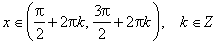 x ∈ (π/2 + 2πk, 3π/2 + 2πk), k ∈ Z